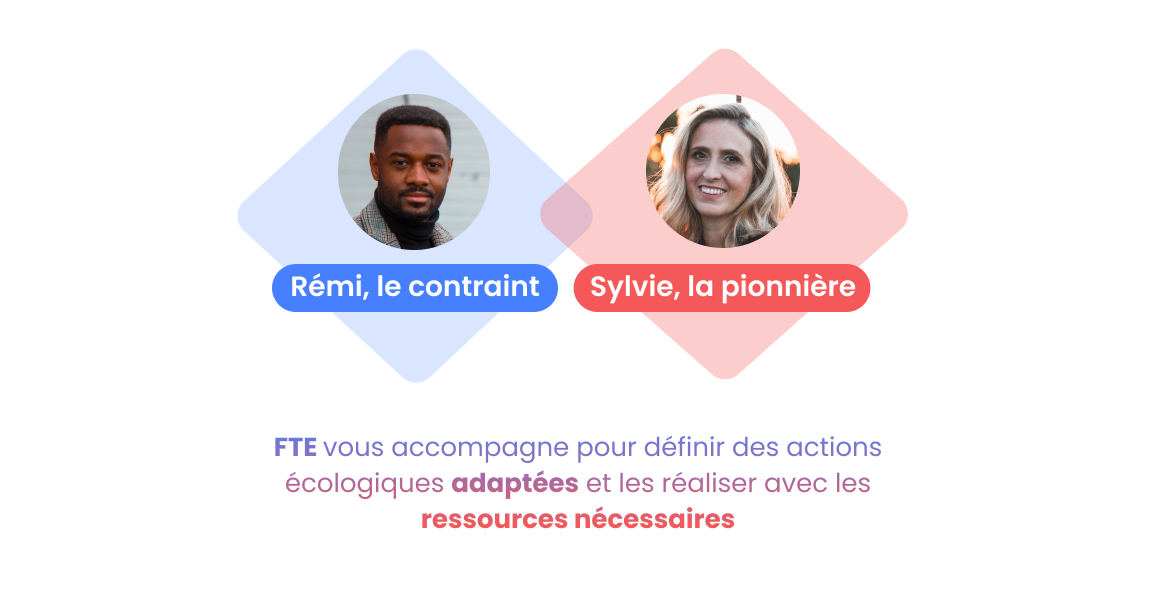 Rémi, le contraint
Sylvie, la pionnière
FTE vous accompagne pour définir des actions
écologiques adaptées et les réaliser avec les
ressources nécessaires